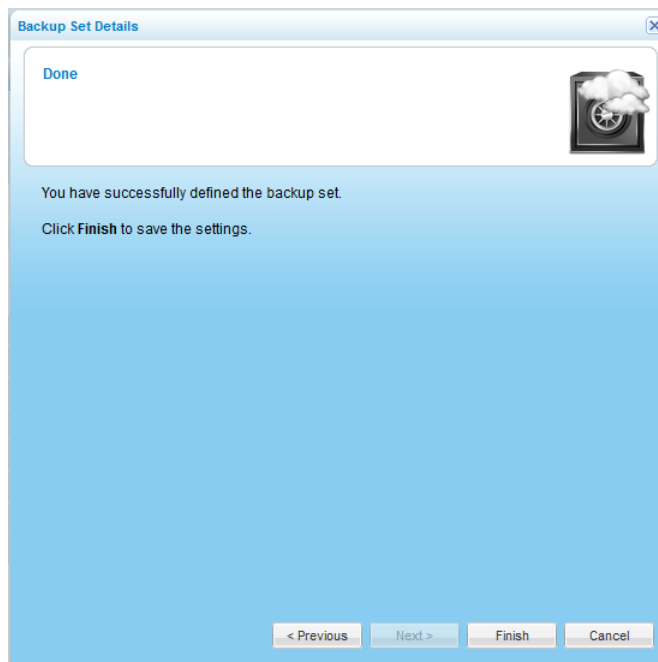 Backup Set Details
Done
You have successfully defined the backup set.
Click Finish to save the settings.
< Previous
Next >
Finish
Cancel